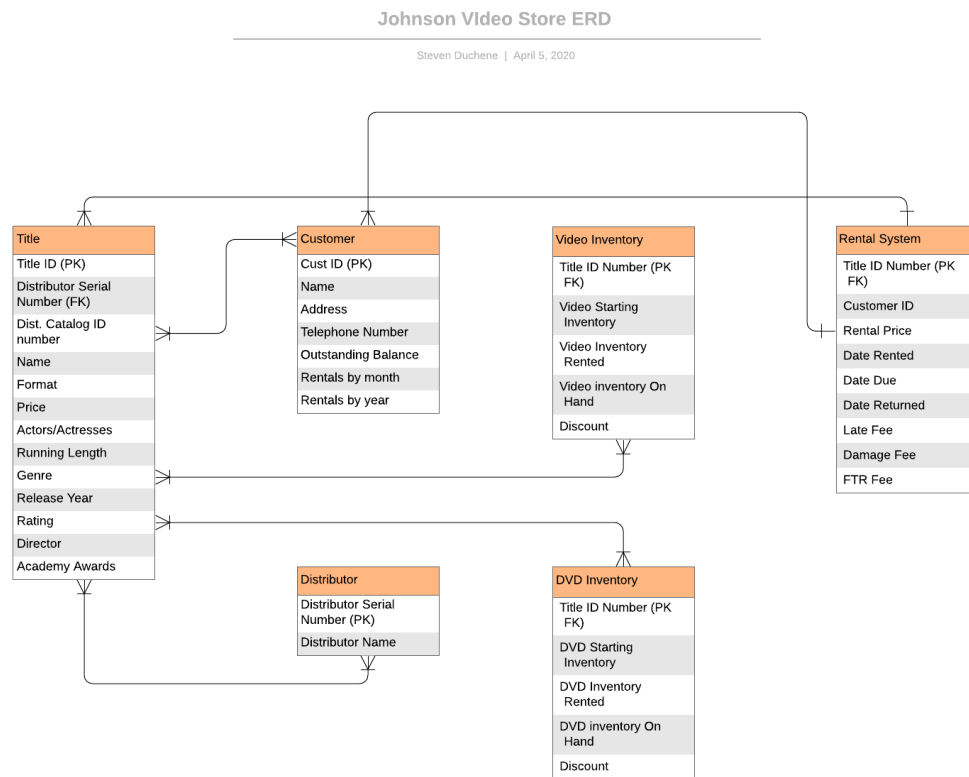 Johnson VIdeo Store ERD
Steven Duchene | April 5, 2020
Title
Title ID (PK)
Distributor Serial
Number (FK)
Dist. Catalog ID
number
Name
Format
Price
Actors/Actresses
Running Length
Genre
Release Year
Rating
Director
Academy Awards
Customer
Cust ID (PK)
Name
Address
Telephone Number
Outstanding Balance
Rentals by month
Rentals by year
Video Inventory
Title ID Number (PK
FK)
Video Starting
Inventory
Video Inventory
Rented
Video inventory On
Hand
Discount
Rental System
Title ID Number (PK
FK)
Customer ID
Rental Price
Date Rented
Date Due
Date Returned
Late Fee
Damage Fee
FTR Fee
Distributor
Distributor Serial
Number (PK)
Distributor Name
DVD Inventory
Title ID Number (PK
FK)
DVD Starting
Inventory
DVD Inventory
Rented
DVD inventory On
Hand
Discount